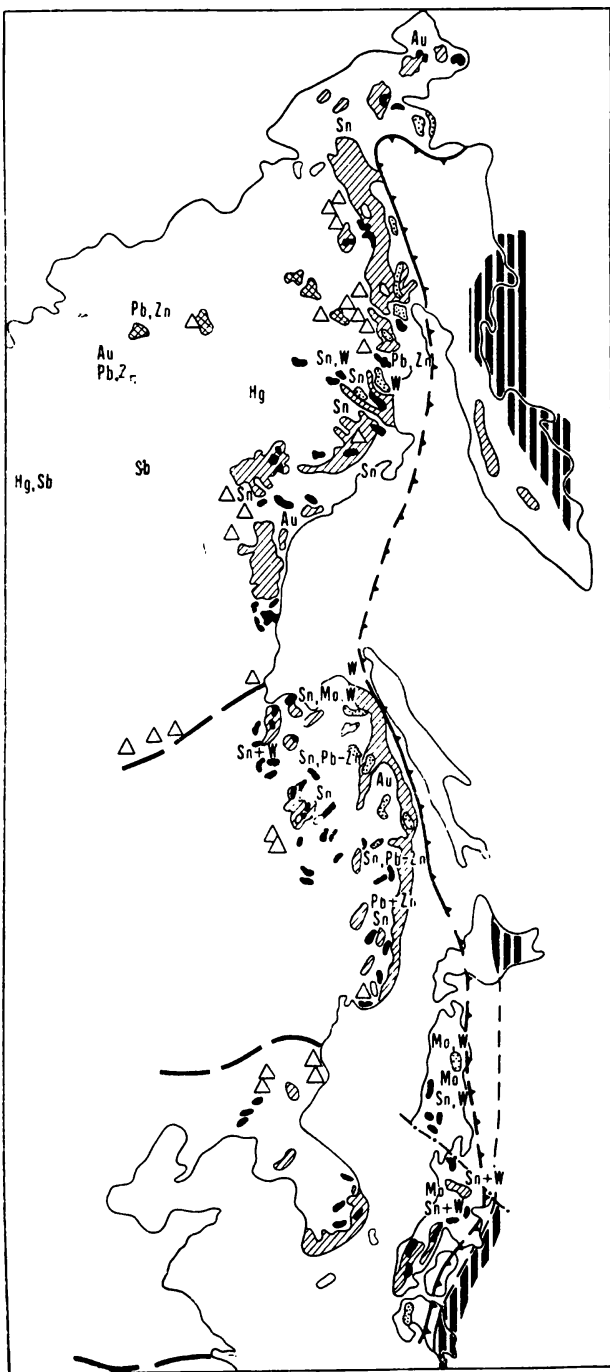 Au
Sn
Pb, Zn
Au
Pb, Zn
Hg
Sn, W
Pb, Zn
Sn
W
Sn
Hg, Sb
Sb
Sn
Sn
Au
W
Sn, Mo, W
Sn+W
Sn, Pb-Zn
Sn
Au
Sn, Pb-Zn
Pb+Zn
Sn
Mo, W
Mo
Sn, W
Sn+W
Mo
Sn+W